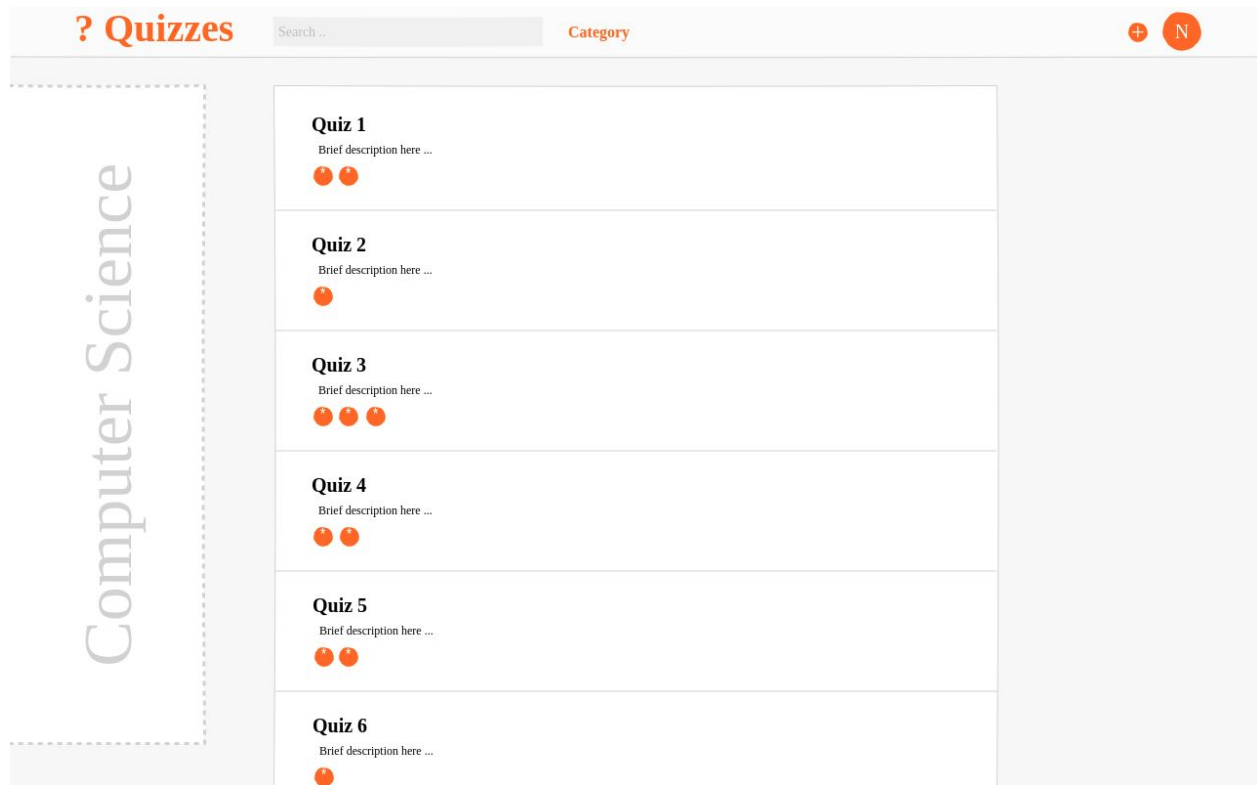 ? Quizzes
Search ..
Category
+
N
Computer Science
Quiz 1
Brief description here ...
* *
Quiz 2
Brief description here ...
*
Quiz 3
Brief description here ...
* * *
Quiz 4
Brief description here ...
* *
Quiz 5
Brief description here ...
* *
Quiz 6
Brief description here ...
*